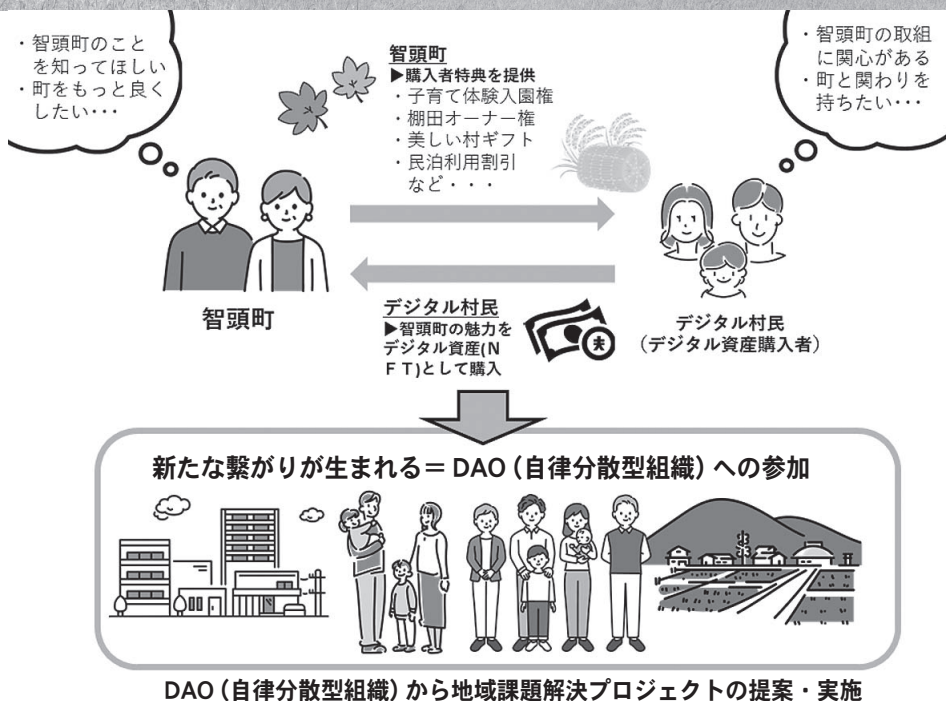 ・智頭町のこと
を知ってほしい
・町をもっと良く
したい・・・
智頭町
▶購入者特典を提供
・子育て体験入園権
・棚田オーナー権
・美しい村ギフト
・民泊利用割引
など・・・
・智頭町の取組
に関心がある
・町と関わりを
持ちたい・・・
智頭町
デジタル村民
▶智頭町の魅力を
デジタル資産(N
F T)として購入
デジタル村民
（デジタル資産購入者）
新たな繋がりが生まれる＝DAO（自律分散型組織）への参加
DAO（自律分散型組織）から地域課題解決プロジェクトの提案・実施